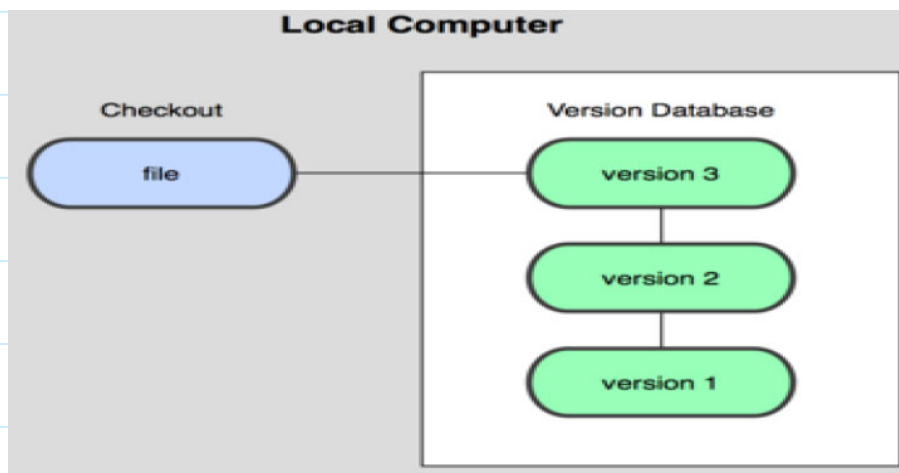 Local Computer
Checkout
Version Database
file
version 3
version 2
version 1